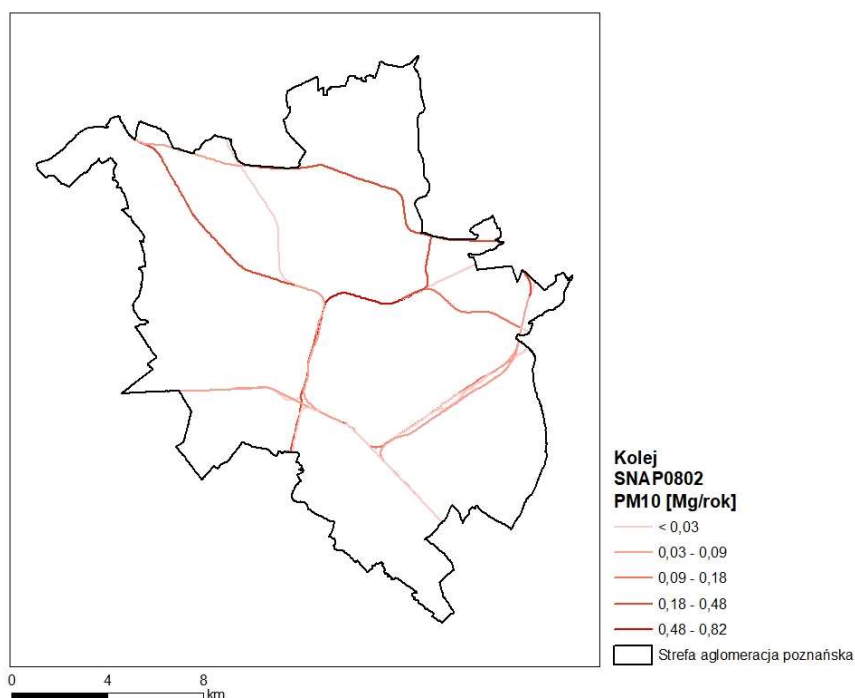 Kolej
SNAP0802
PM10 [Mg/rok]
< 0,03
0,03 - 0,09
0,09 - 0,18
0,18 - 0,48
0,48 - 0,82
Strefa aglomeracja poznańska
0 4 8
km